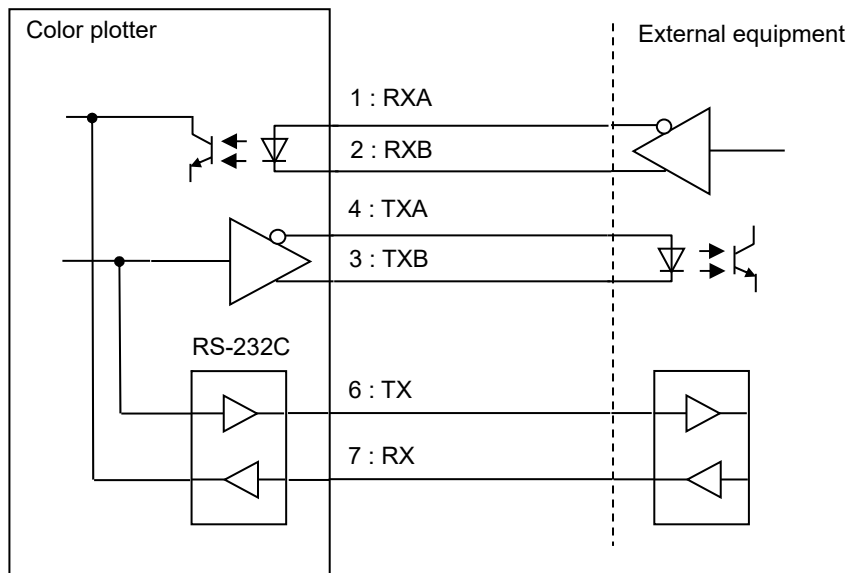 Color plotter
External equipment
1 : RXA
2 : RXB
4 : TXA
3 : TXB
RS-232C
6 : TX
7 : RX